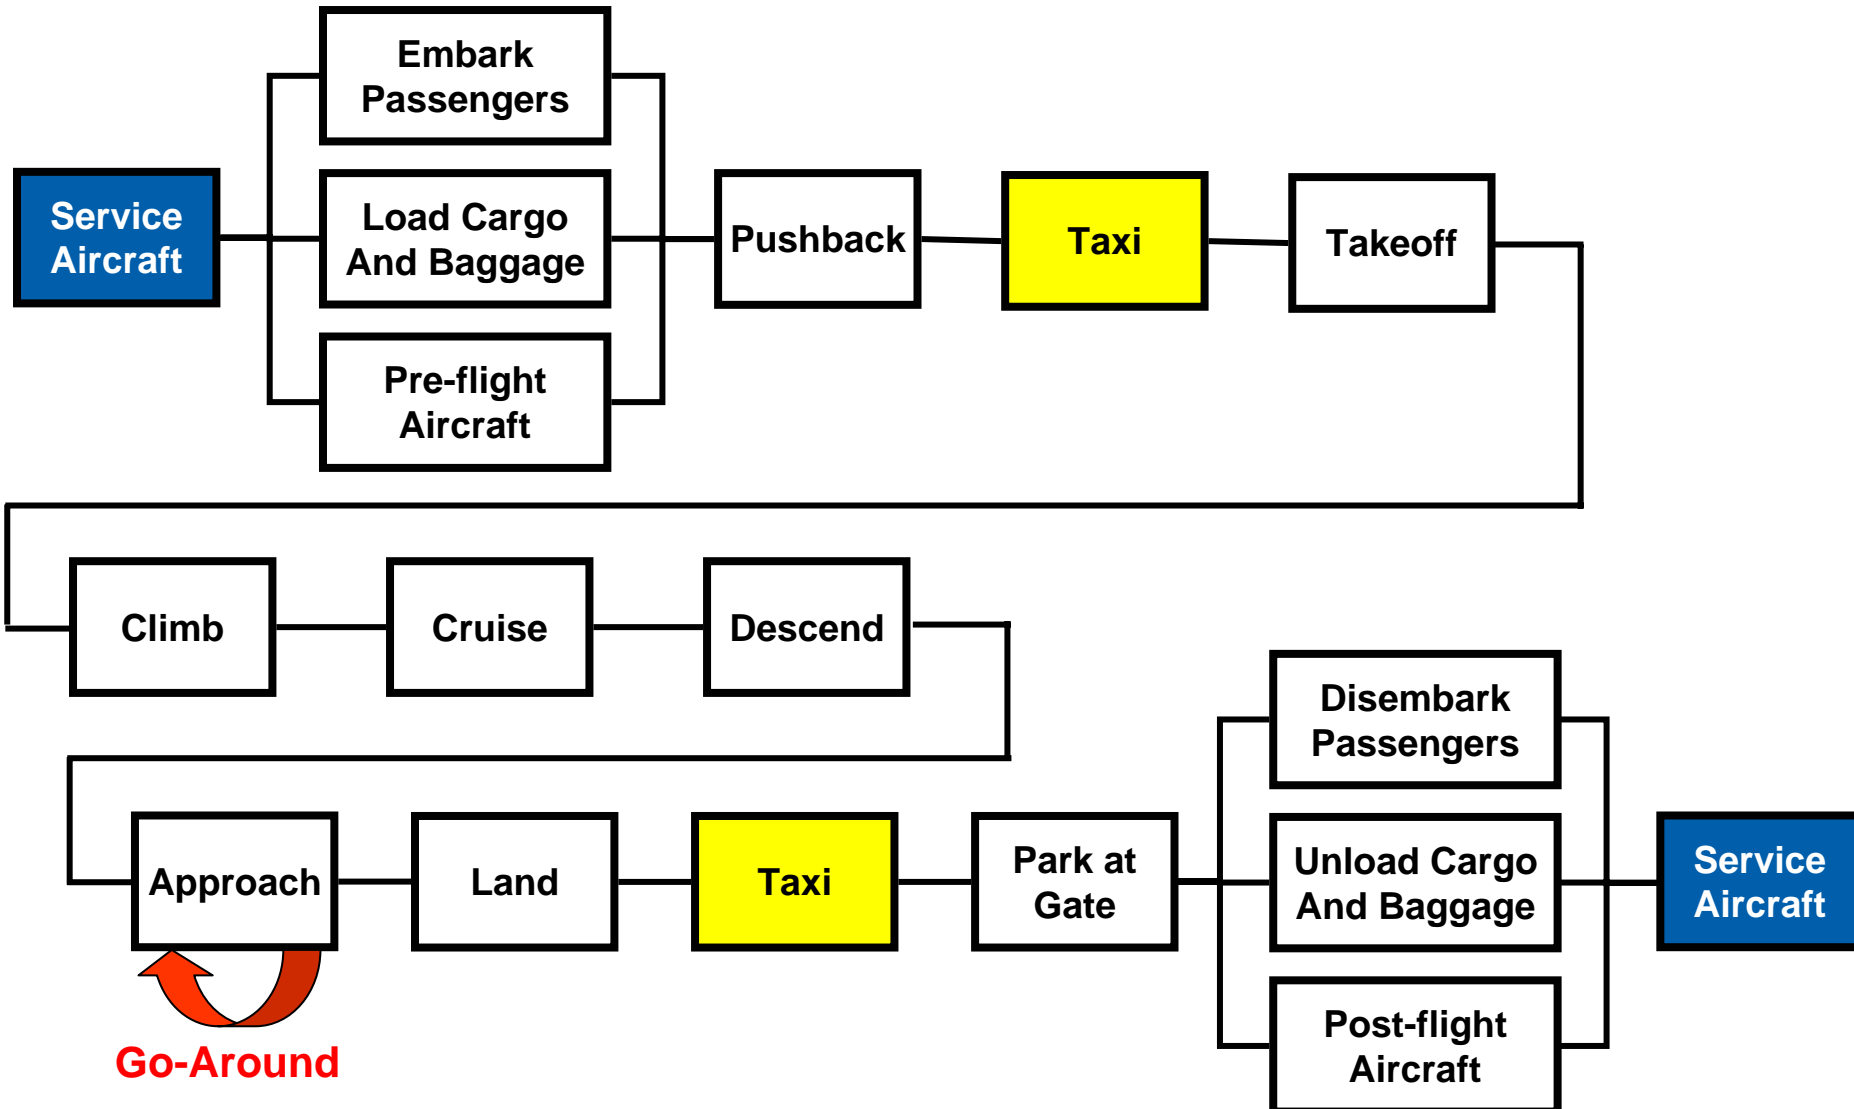 Embark
Passengers
Service
Aircraft
Load Cargo
And Baggage
Pushback
Taxi
Takeoff
Pre-flight
Aircraft
Climb
Cruise
Descend
Disembark
Passengers
Approach
Land
Taxi
Park at
Gate
Unload Cargo
And Baggage
Service
Aircraft
Go-Around
Post-flight
Aircraft